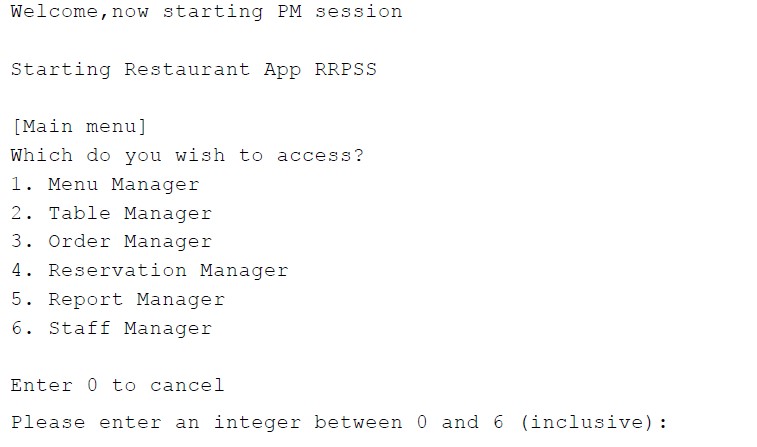 Welcome,now starting PM session
Starting Restaurant App RRPSS
[Main menu]
Which do you wish to access?
1. Menu Manager
2. Table Manager
3. Order Manager
4. Reservation Manager
5. Report Manager
6. Staff Manager
Enter 0 to cancel
Please enter an integer between 0 and 6 (inclusive):